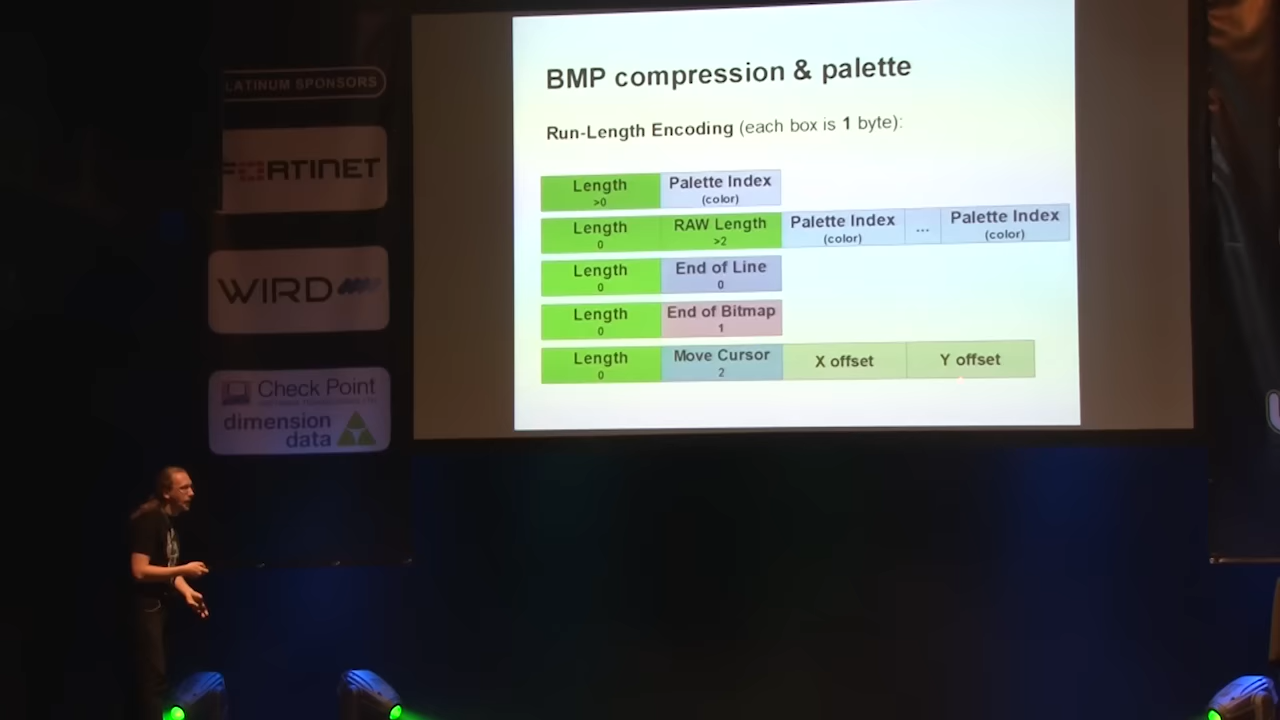 LATINUM SPONSORS
FORTINET
WIRD
Check Point
dimension
data
BMP compression & palette
Run-Length Encoding (each box is 1 byte):
Length Palette Index
>0 (color)
Length RAW Length Palette Index ... Palette Index
0 >2 (color) (color)
Length End of Line
0 0
Length End of Bitmap
0 1
Length Move Cursor X offset Y offset
0 2